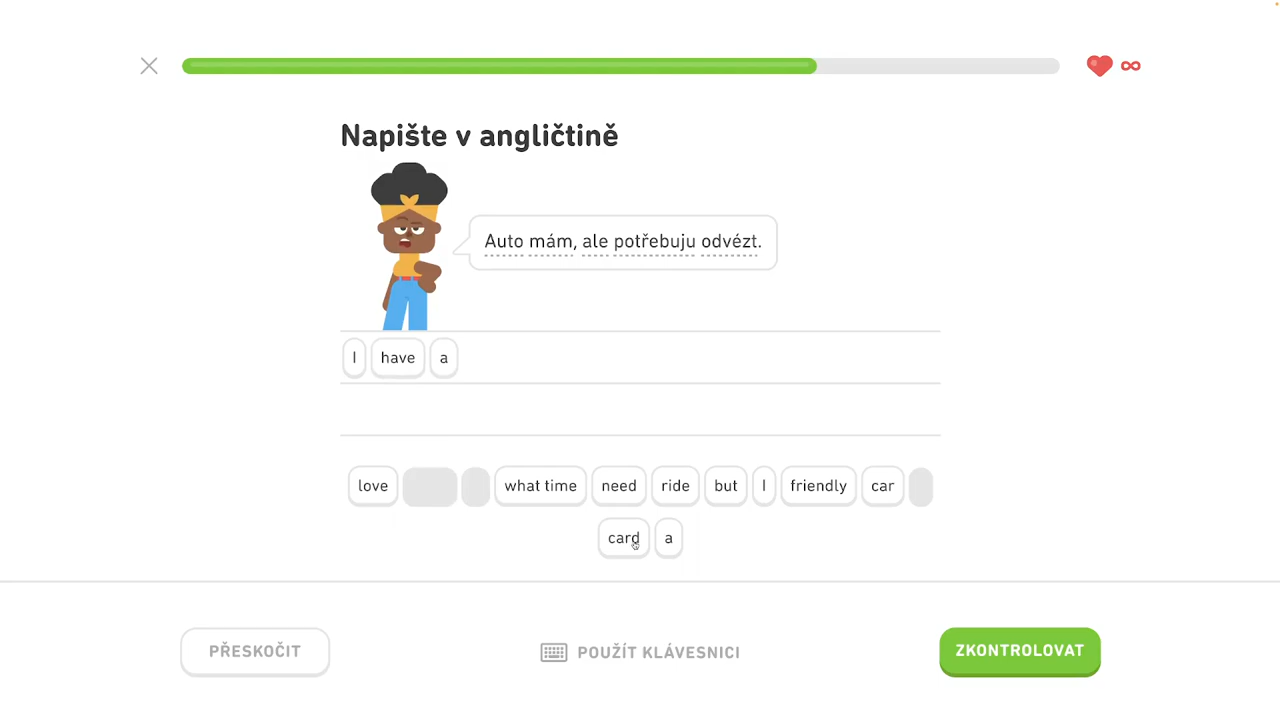 Napište v angličtině
Auto mám, ale potřebuju odvézt.
I have a
love what time need ride but I friendly car
card a
PŘESKOČIT POUŽÍT KLÁVESNICI ZKONTROLOVAT